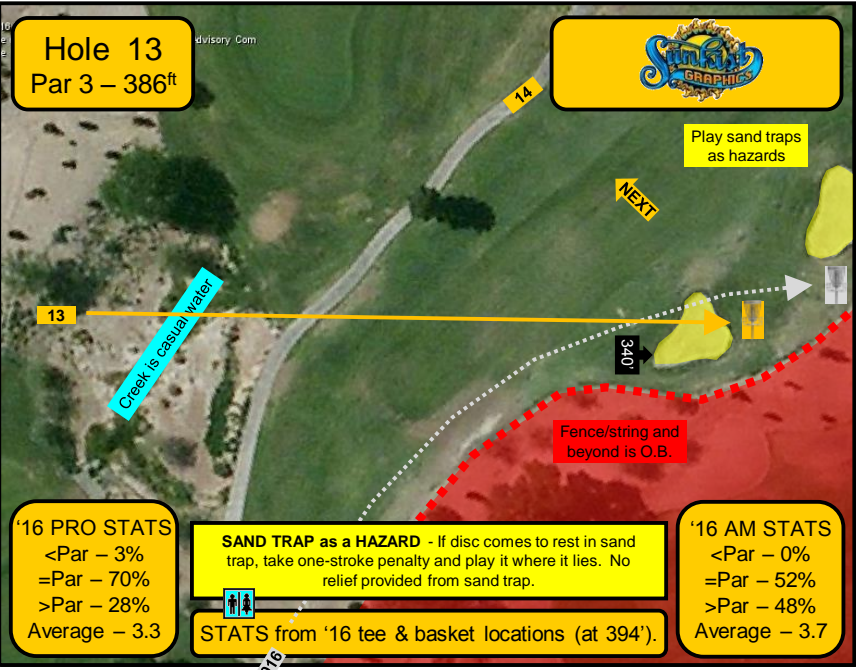 16
e
dvisory Com
Hole 13
Par 3 – 386ft
Sunkist
GRAPHICS
14
Play sand traps
as hazards
NEXT
13
Creek is casual water
340'
Fence/string and
beyond is O.B.
'16 PRO STATS
<Par – 3%
=Par – 70%
>Par – 28%
Average – 3.3
SAND TRAP as a HAZARD - If disc comes to rest in sand
trap, take one-stroke penalty and play it where it lies. No
relief provided from sand trap.
STATS from '16 tee & basket locations (at 394').
'16 AM STATS
<Par – 0%
=Par – 52%
>Par – 48%
Average – 3.7